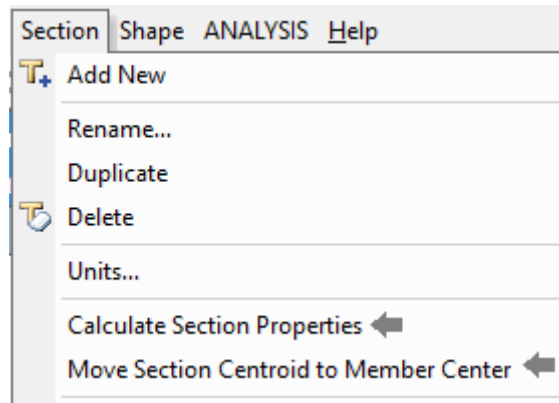 Section Shape ANALYSIS Help
Add New
Rename...
Duplicate
Delete
Units...
Calculate Section Properties
Move Section Centroid to Member Center